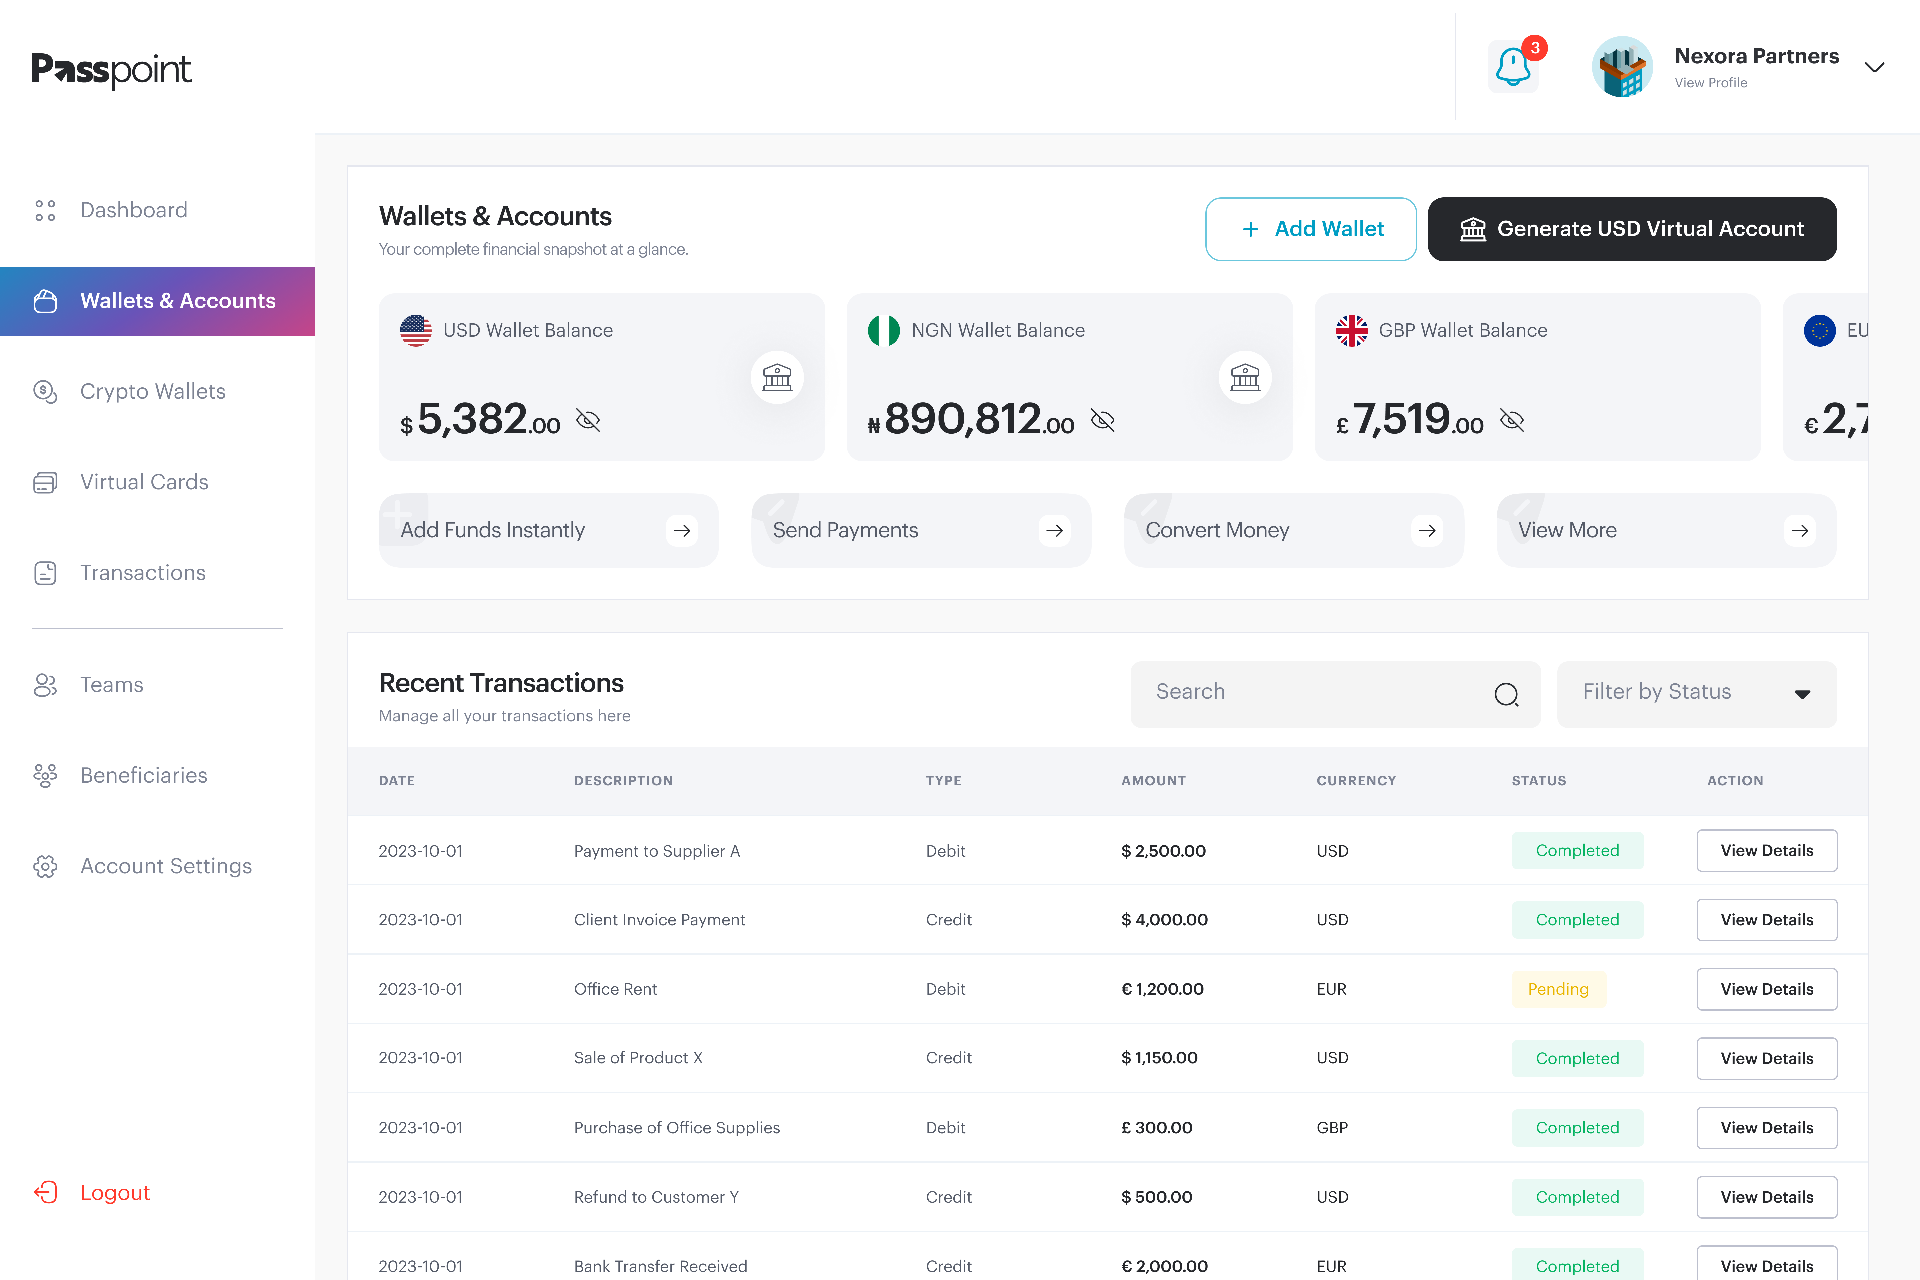 Passpoint
3
Nexora Partners
View Profile
Dashboard
Wallets & Accounts
Crypto Wallets
Virtual Cards
Transactions
Teams
Beneficiaries
Account Settings
Logout
Wallets & Accounts
Your complete financial snapshot at a glance.
+ Add Wallet
Generate USD Virtual Account
USD Wallet Balance
$ 5,382.00
NGN Wallet Balance
₦ 890,812.00
GBP Wallet Balance
£ 7,519.00
EU
€ 2,7
Add Funds Instantly
Send Payments
Convert Money
View More
Recent Transactions
Manage all your transactions here
Search
Filter by Status
DATE DESCRIPTION TYPE AMOUNT CURRENCY STATUS ACTION
2023-10-01 Payment to Supplier A Debit $ 2,500.00 USD Completed View Details
2023-10-01 Client Invoice Payment Credit $ 4,000.00 USD Completed View Details
2023-10-01 Office Rent Debit € 1,200.00 EUR Pending View Details
2023-10-01 Sale of Product X Credit $ 1,150.00 USD Completed View Details
2023-10-01 Purchase of Office Supplies Debit £ 300.00 GBP Completed View Details
2023-10-01 Refund to Customer Y Credit $ 500.00 USD Completed View Details
2023-10-01 Bank Transfer Received Credit € 2,000.00 EUR Completed View Details